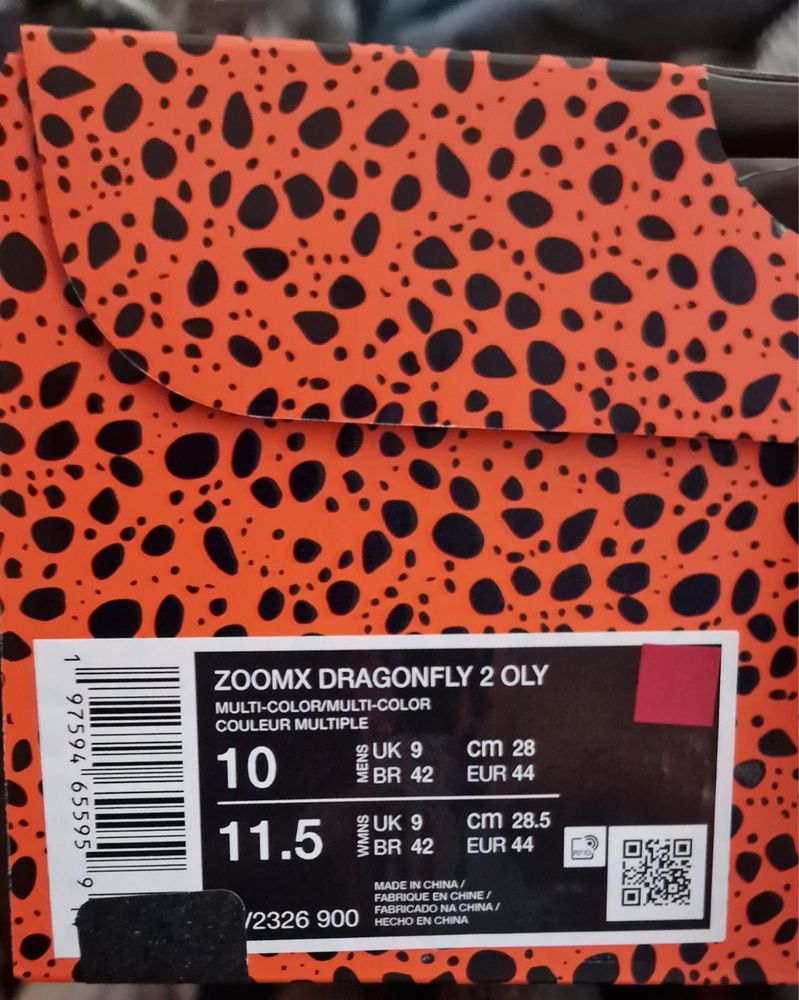 ZOOMX DRAGONFLY 2 OLY
MULTI-COLOR/MULTI-COLOR
COULEUR MULTIPLE
10 MENS UK 9 cm 28
BR 42 EUR 44
11.5 WMNS UK 9 cm 28.5
BR 42 EUR 44
RFID
MADE IN CHINA /
FABRIQUE EN CHINE /
FABRICADO NA CHINA /
HECHO EN CHINA
/2326 900
1 97594 65595 9